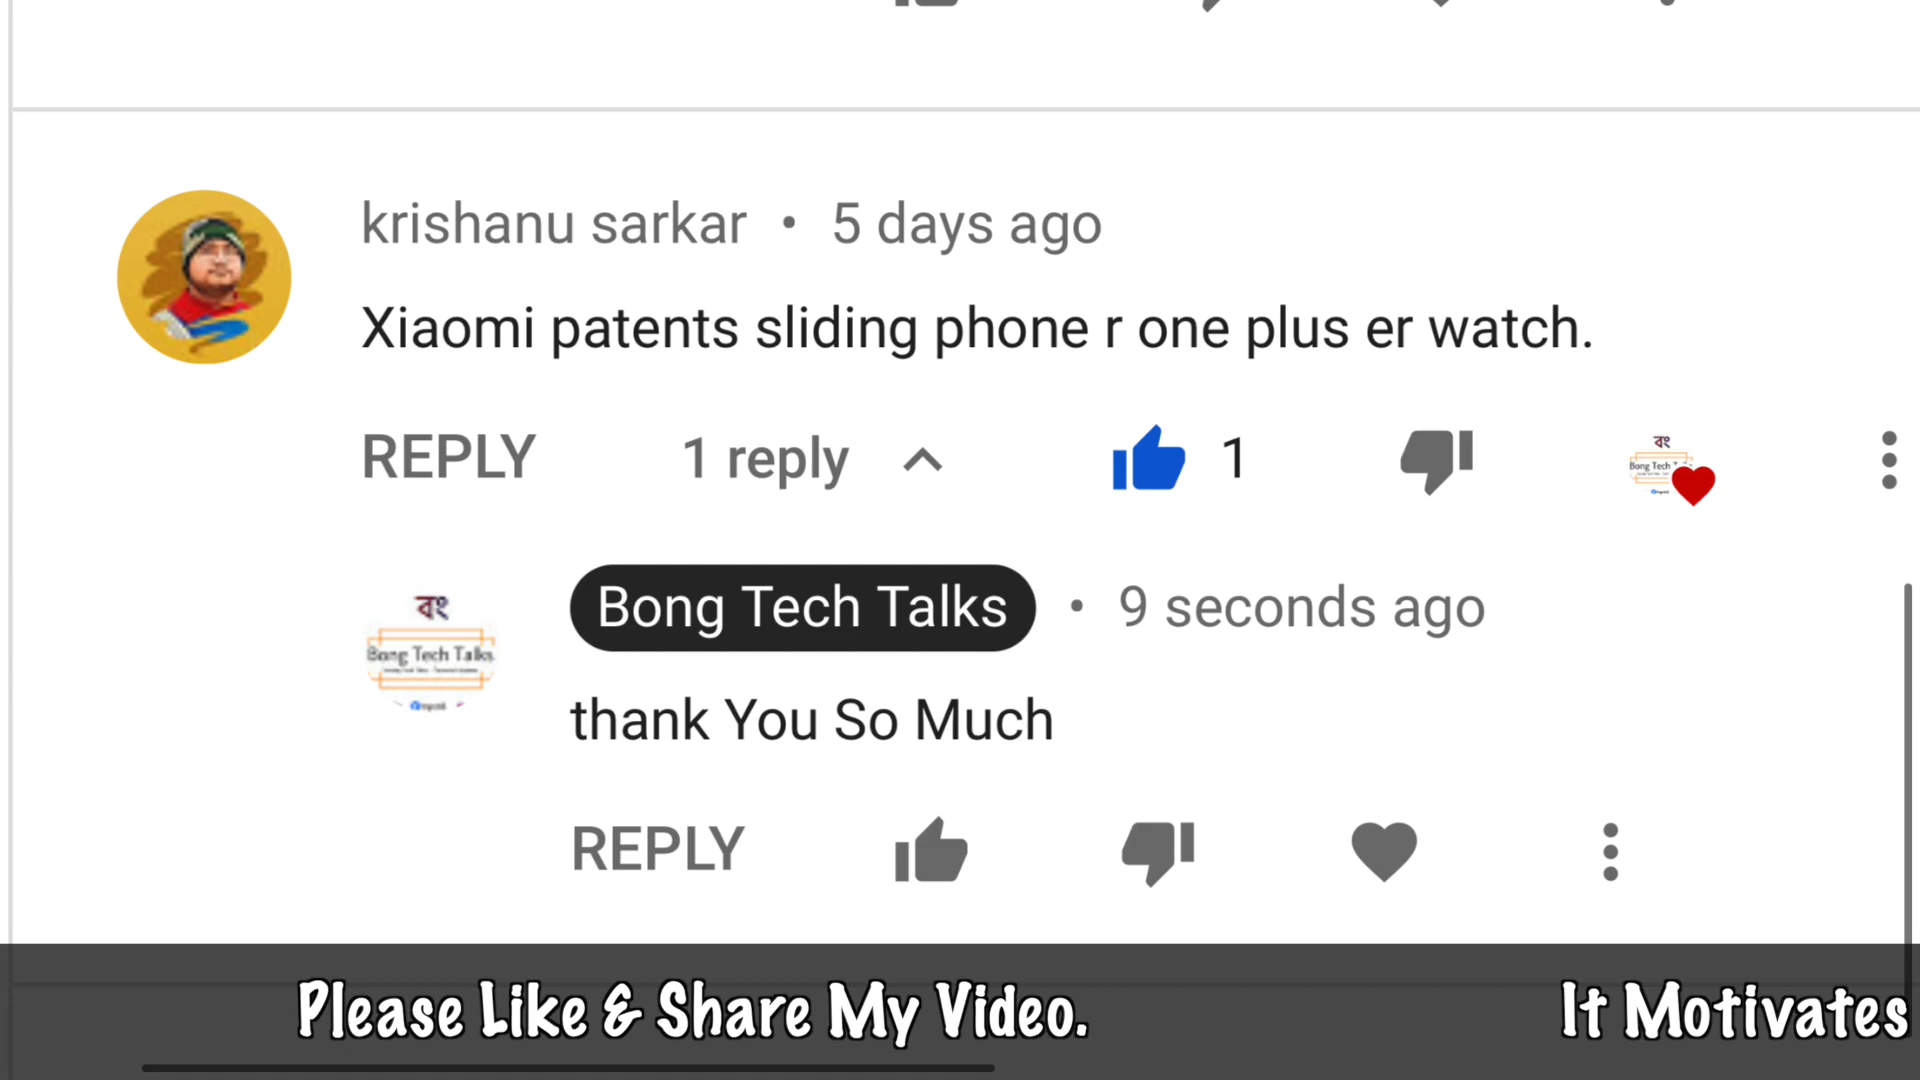 krishanu sarkar • 5 days ago
Xiaomi patents sliding phone r one plus er watch.
REPLY 1 reply 1
বং
Bong Tech
Bong Tech Talks • 9 seconds ago
বং
Bong Tech Talks
thank You So Much
REPLY
Please Like & Share My Video. It Motivates